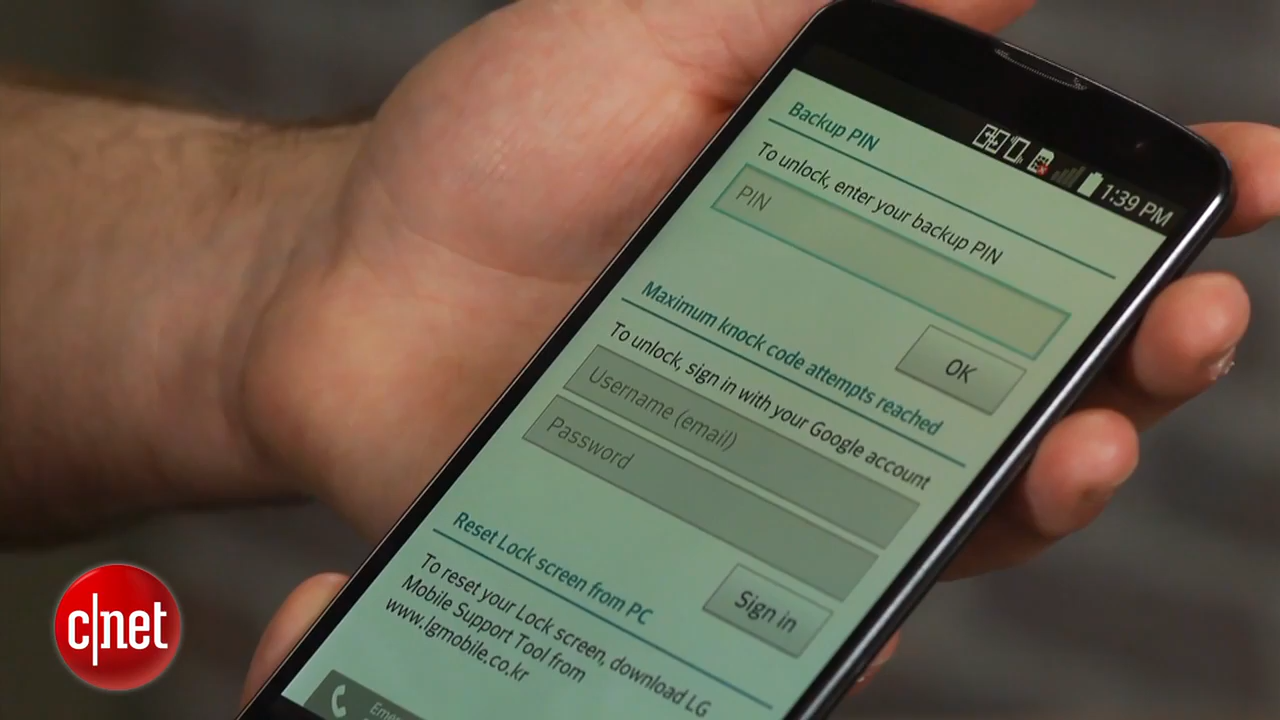 1:39 PM
Backup PIN
To unlock, enter your backup PIN
PIN
OK
Maximum knock code attempts reached
To unlock, sign in with your Google account
Username (email)
Password
Sign in
Reset Lock screen from PC
To reset your Lock screen, download LG
Mobile Support Tool from
www.lgmobile.co.kr
c|net